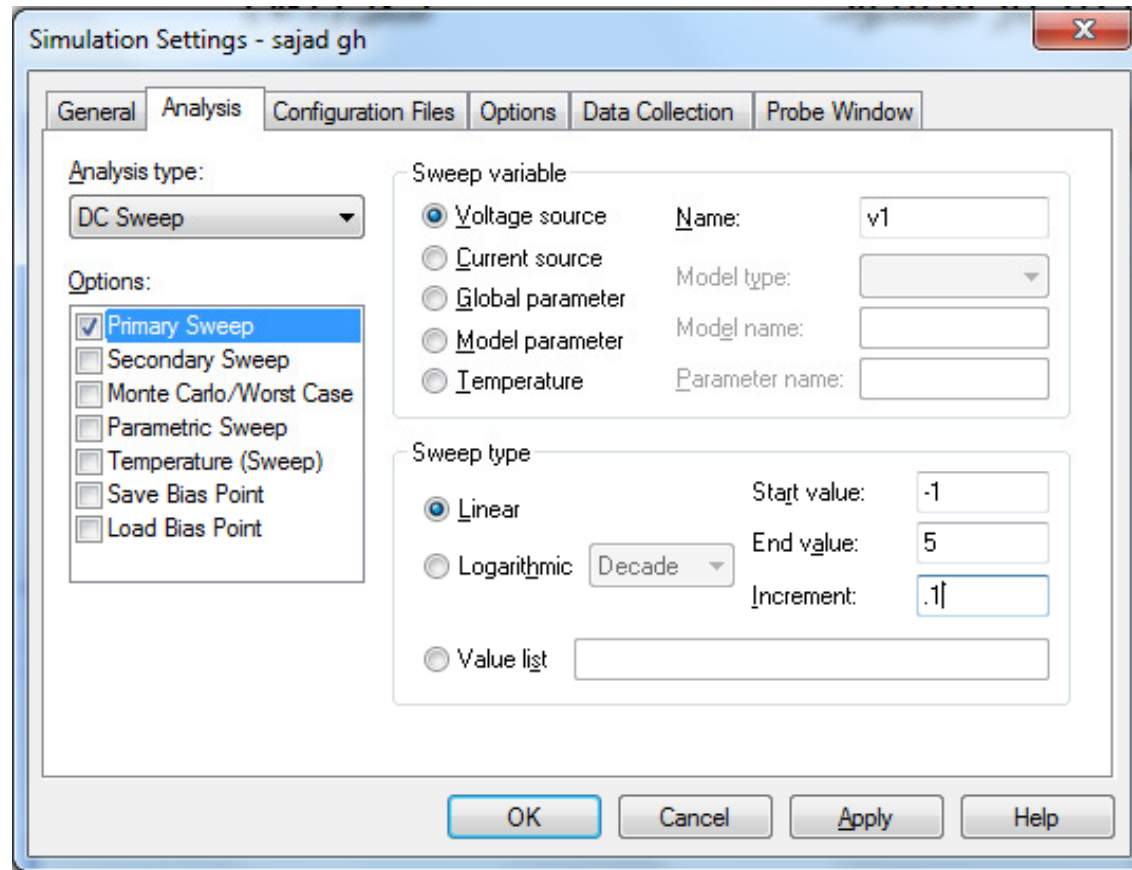 Simulation Settings - sajad gh
General Analysis Configuration Files Options Data Collection Probe Window
Analysis type:
DC Sweep
Options:
Primary Sweep
Secondary Sweep
Monte Carlo/Worst Case
Parametric Sweep
Temperature (Sweep)
Save Bias Point
Load Bias Point
Sweep variable
Voltage source
Current source
Global parameter
Model parameter
Temperature
Name: v1
Model type:
Model name:
Parameter name:
Sweep type
Linear
Logarithmic Decade
Value list
Start value: -1
End value: 5
Increment: .1
OK Cancel Apply Help